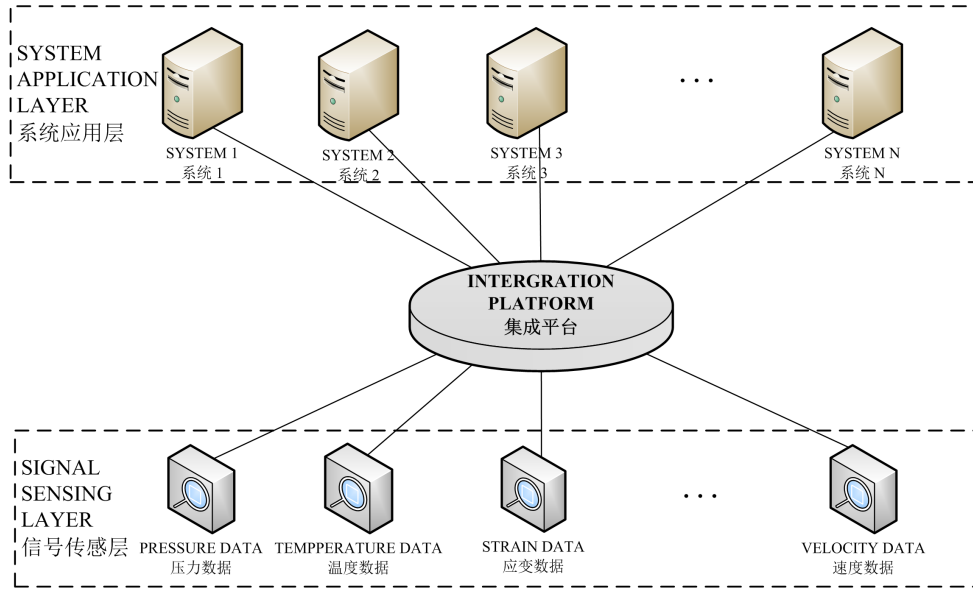 SYSTEM
APPLICATION
LAYER
系统应用层
SYSTEM 1
系统 1
SYSTEM 2
系统 2
SYSTEM 3
系统 3
...
SYSTEM N
系统 N
INTERGRATION
PLATFORM
集成平台
SIGNAL
SENSING
LAYER
信号传感层
PRESSURE DATA
压力数据
TEMPPERATURE DATA
温度数据
STRAIN DATA
应变数据
...
VELOCITY DATA
速度数据